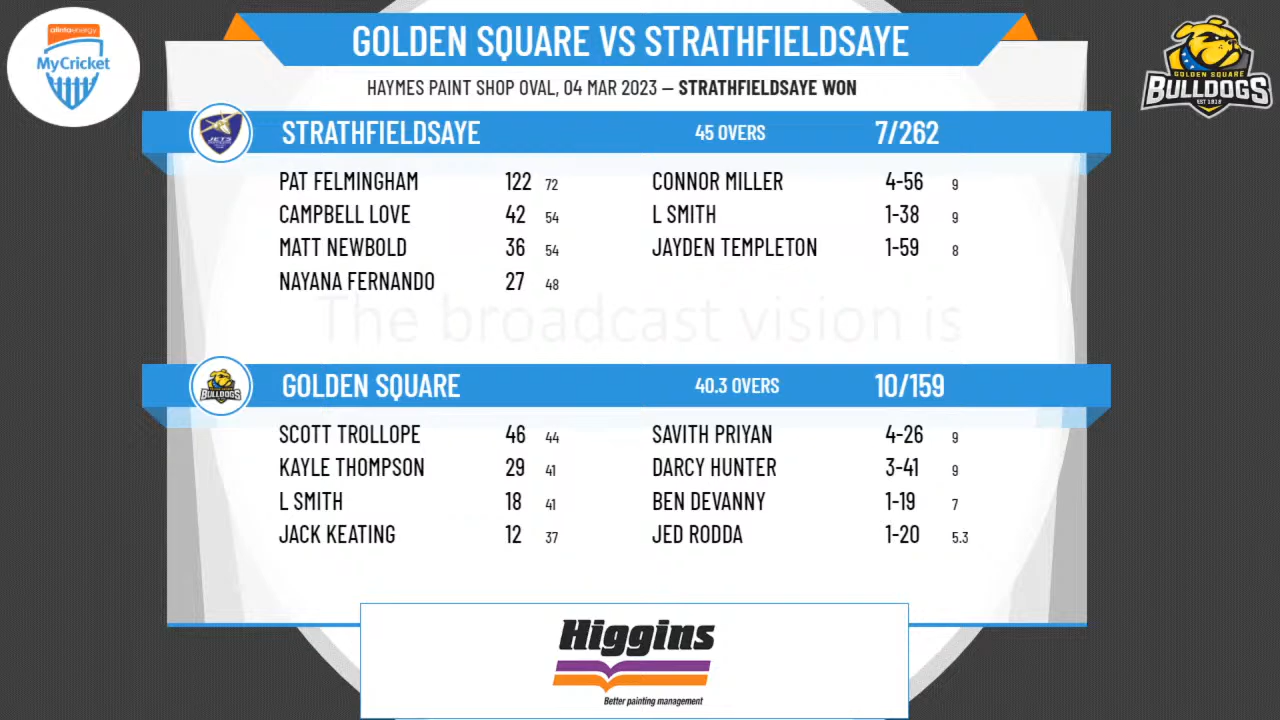 alintaenergy
MyCricket
GOLDEN SQUARE VS STRATHFIELDSAYE
HAYMES PAINT SHOP OVAL, 04 MAR 2023 – STRATHFIELDSAYE WON
GOLDEN SQUARE
BULLDOGS
JETS
STRATHFIELDSAYE 45 OVERS 7/262
PAT FELMINGHAM 122 72 CONNOR MILLER 4-56 9
CAMPBELL LOVE 42 54 L SMITH 1-38 9
MATT NEWBOLD 36 54 JAYDEN TEMPLETON 1-59 8
NAYANA FERNANDO 27 48
The broadcast vision is
BULLDOGS
GOLDEN SQUARE 40.3 OVERS 10/159
SCOTT TROLLOPE 46 44 SAVITH PRIYAN 4-26 9
KAYLE THOMPSON 29 41 DARCY HUNTER 3-41 9
L SMITH 18 41 BEN DEVANNY 1-19 7
JACK KEATING 12 37 JED RODDA 1-20 5.3
Higgins
Better painting management